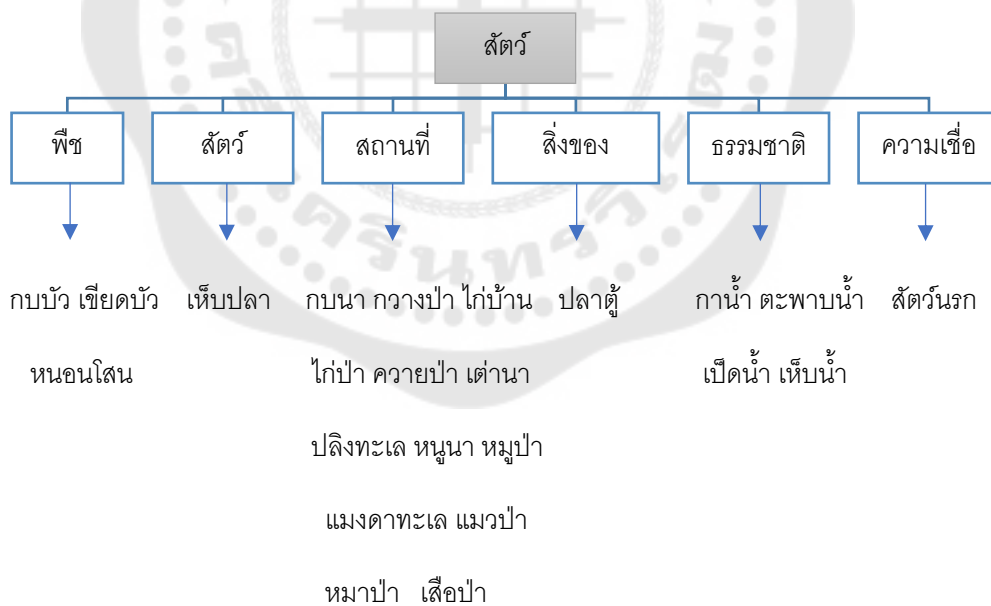 สัตว์
พืช สัตว์ สถานที่ สิ่งของ ธรรมชาติ ความเชื่อ
กบบัว เขียดบัว เห็บปลา กบนา กวางป่า ไก่บ้าน ปลาตู้ กาน้ำ ตะพาบน้ำ สัตว์นรก
หนอนโสน ไก่ป่า ควายป่า เต่านา เป็ดน้ำ เห็บน้ำ
ปลิงทะเล หนูนา หมูป่า
แมงดาทะเล แมวป่า
หมาป่า เสือป่า